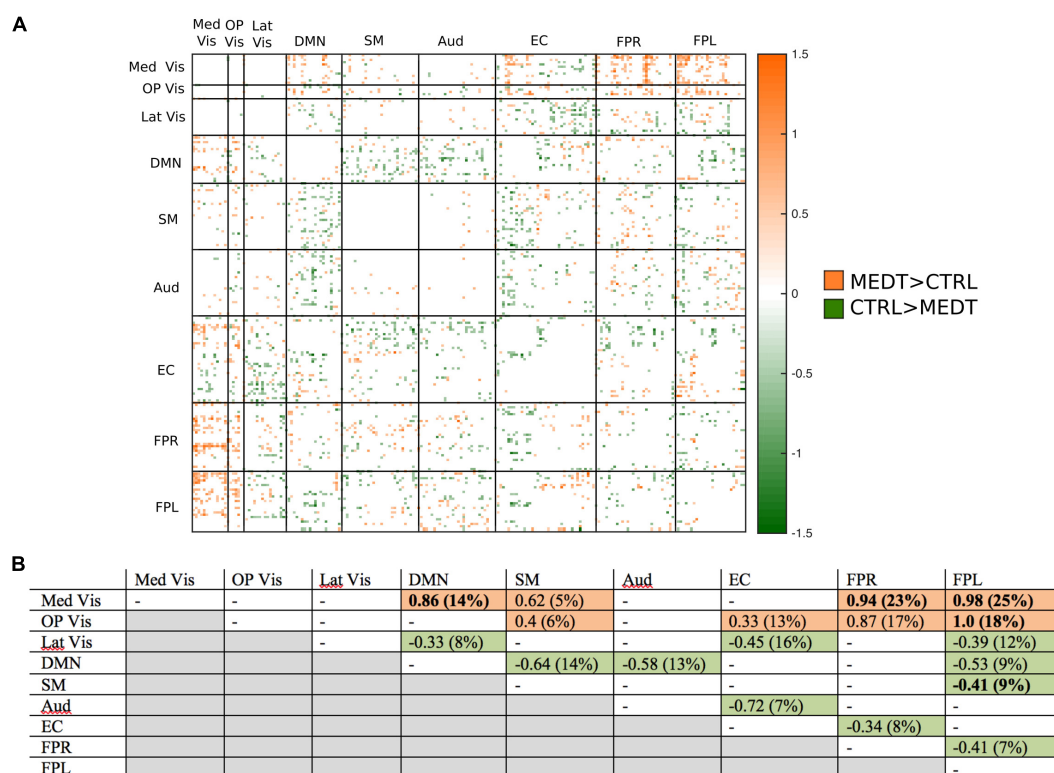 A
Med Vis OP Vis Lat Vis DMN SM Aud EC FPR FPL
Med Vis
OP Vis
Lat Vis
DMN
SM
Aud
EC
FPR
FPL
1.5
1
0.5
0
-0.5
-1
-1.5
MEDT>CTRL
CTRL>MEDT
B
Med Vis OP Vis Lat Vis DMN SM Aud EC FPR FPL
Med Vis - - - 0.86 (14%) 0.62 (5%) - - 0.94 (23%) 0.98 (25%)
OP Vis - - - 0.4 (6%) - 0.33 (13%) 0.87 (17%) 1.0 (18%)
Lat Vis - -0.33 (8%) - - -0.45 (16%) - -0.39 (12%)
DMN - -0.64 (14%) -0.58 (13%) - - -0.53 (9%)
SM - - - - -0.41 (9%)
Aud - -0.72 (7%) - -
EC - -0.34 (8%) -
FPR - -0.41 (7%)
FPL -